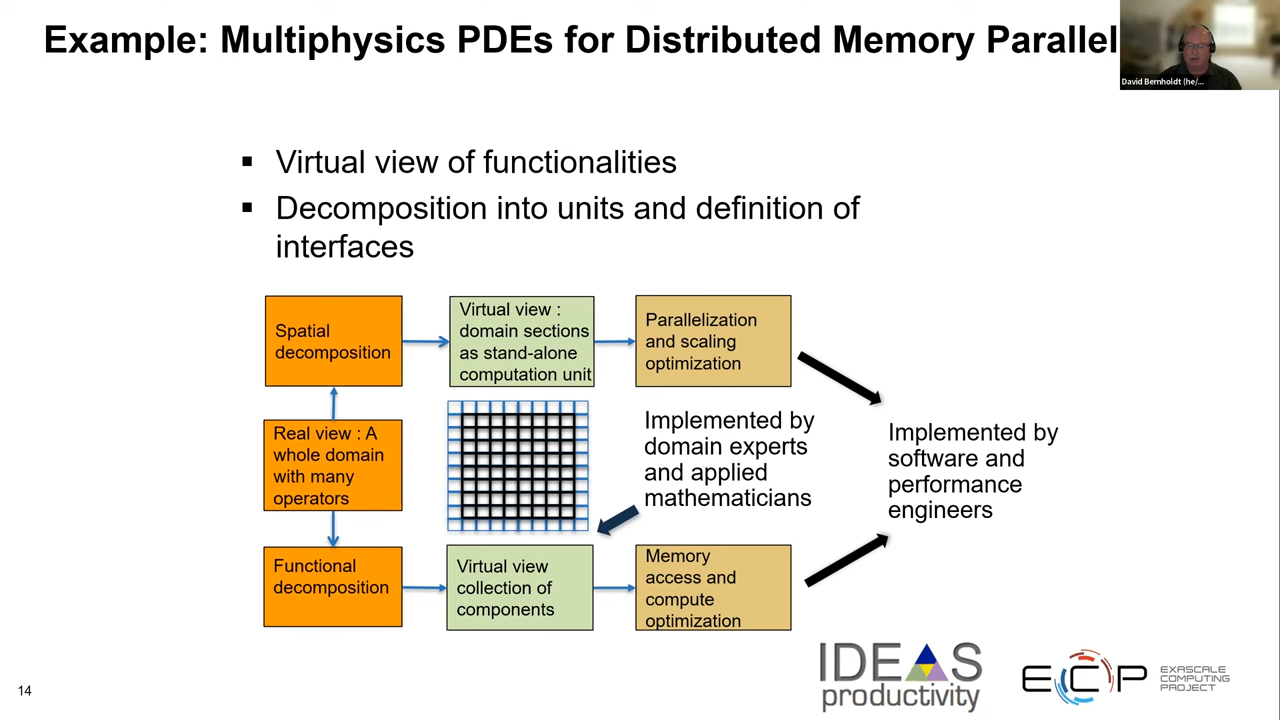 Example: Multiphysics PDEs for Distributed Memory Parallel
David Bernholdt (he/...
▪ Virtual view of functionalities
▪ Decomposition into units and definition of
interfaces
Spatial
decomposition
Virtual view :
domain sections
as stand-alone
computation unit
Parallelization
and scaling
optimization
Real view : A
whole domain
with many
operators
Implemented by
domain experts
and applied
mathematicians
Implemented by
software and
performance
engineers
Functional
decomposition
Virtual view
collection of
components
Memory
access and
compute
optimization
14
IDEAS
productivity
ECP
EXASCALE
COMPUTING
PROJECT